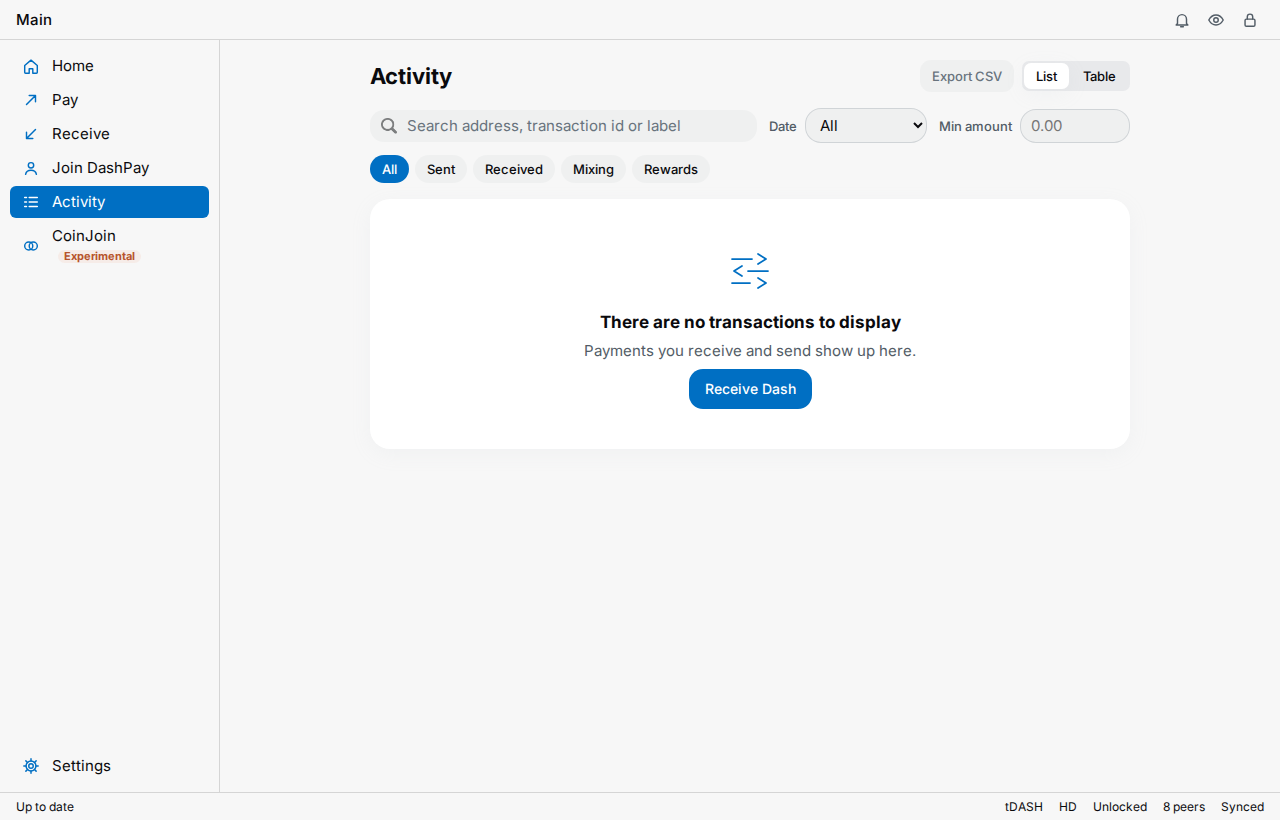 Main
Home
Pay
Receive
Join DashPay
Activity
CoinJoin
Experimental
Settings
Activity
Export CSV
List
Table
Search address, transaction id or label
Date
All
Min amount
0.00
All
Sent
Received
Mixing
Rewards
There are no transactions to display
Payments you receive and send show up here.
Receive Dash
Up to date
tDASH
HD
Unlocked
8 peers
Synced